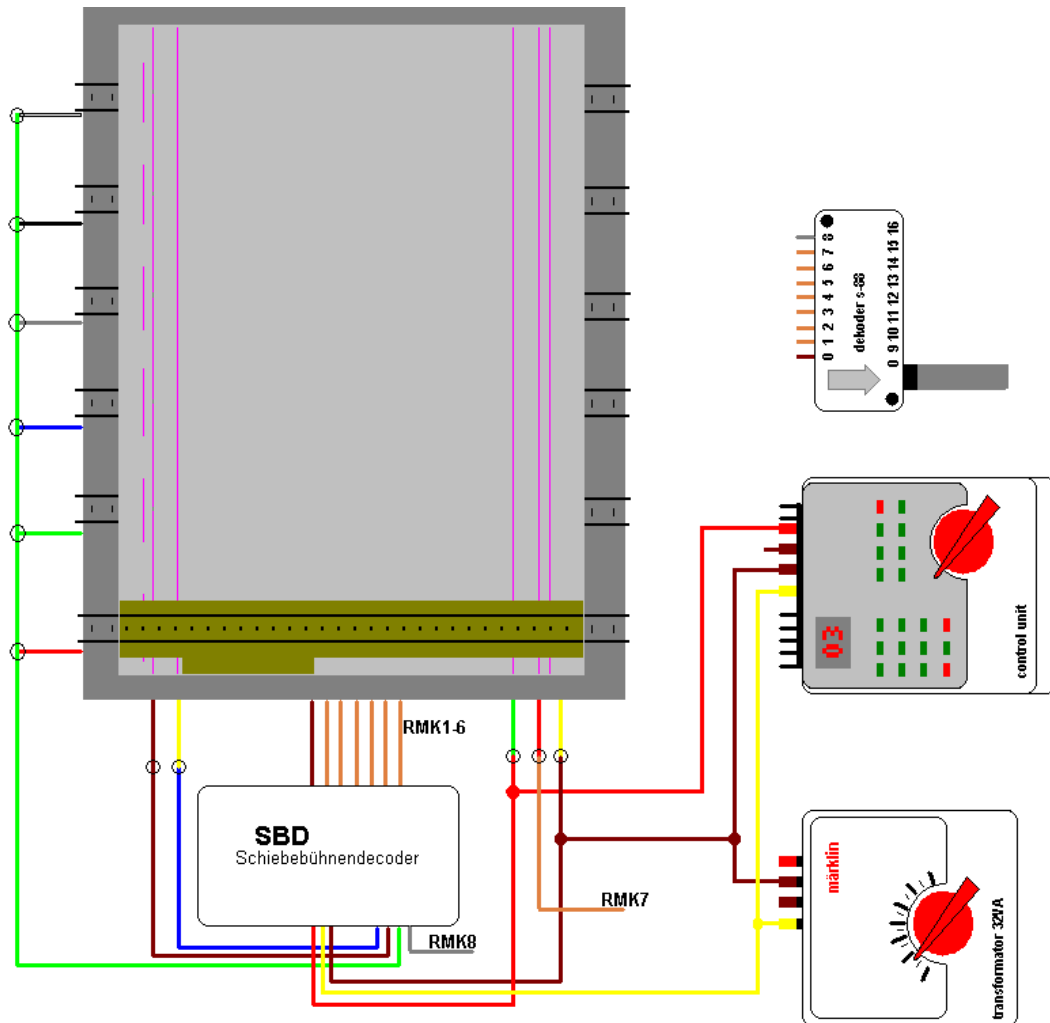 RMK1-6
SBD
Schiebebühnendecoder
RMK7
RMK8
0 1 2 3 4 5 6 7 8
dekoder s-88
0 9 10 11 12 13 14 15 16
03
control unit
märklin
transformator 32VA